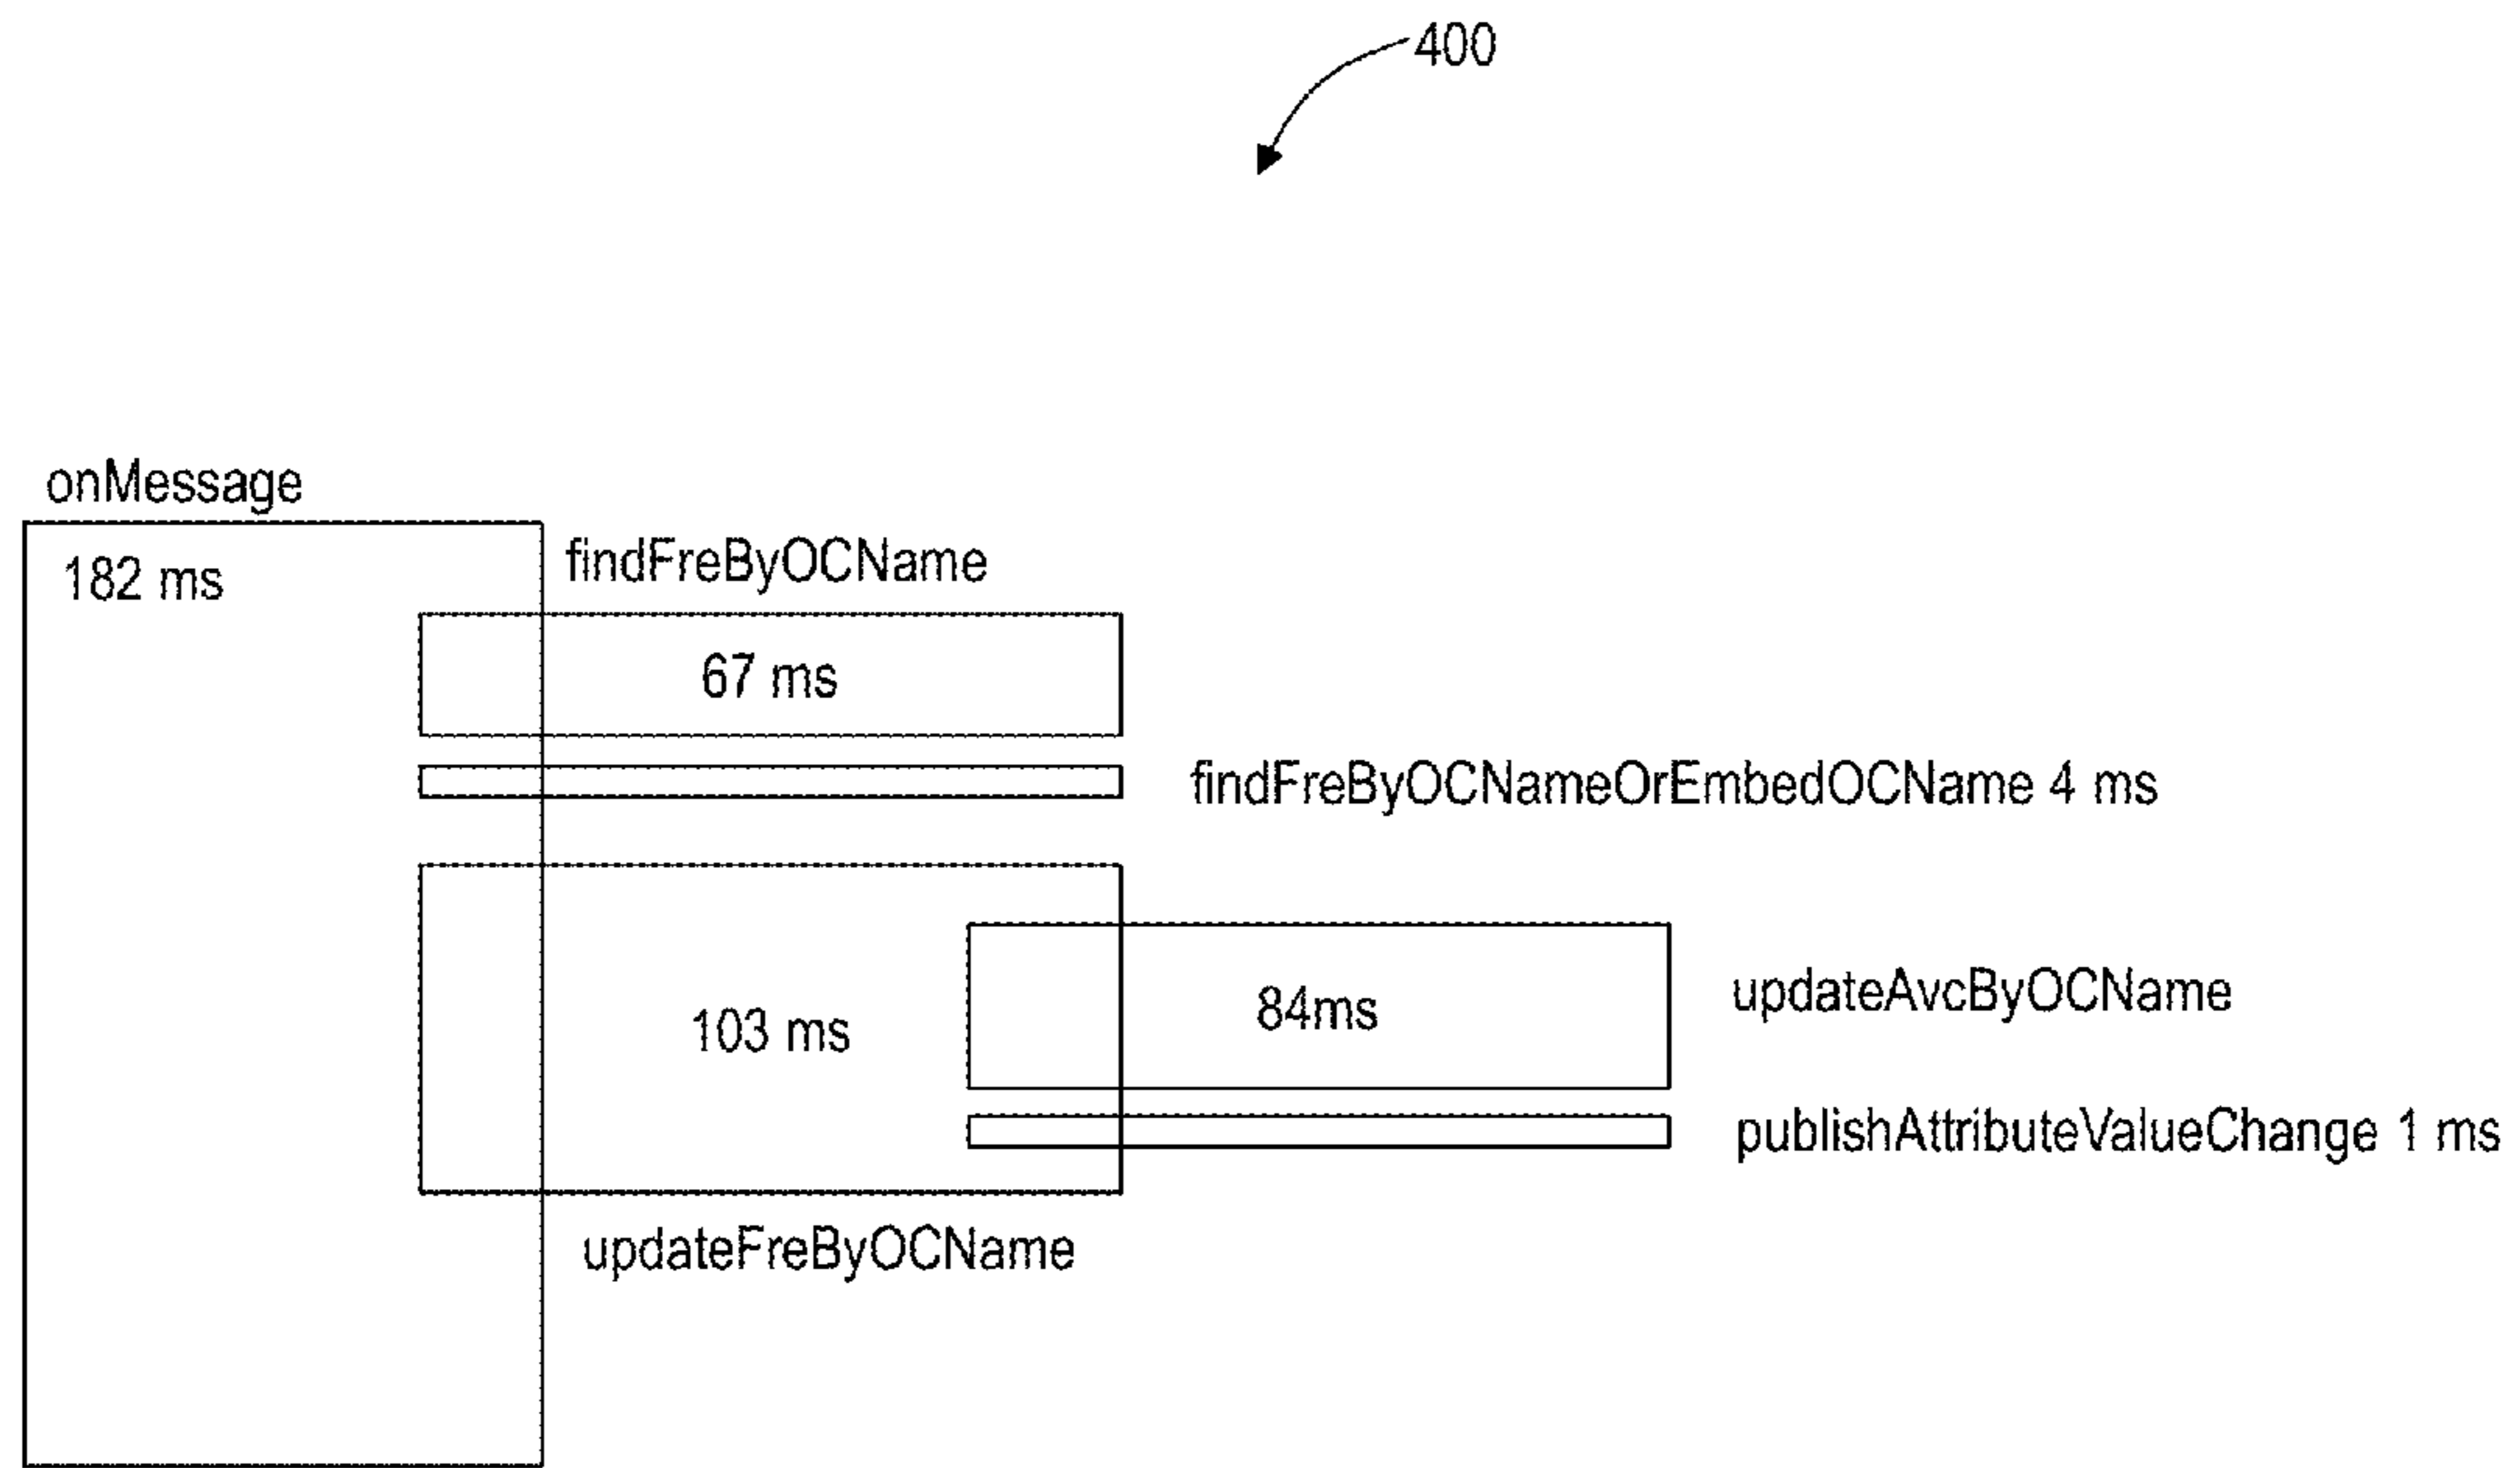 400
onMessage
182 ms
findFreByOCName
67 ms
findFreByOCNameOrEmbedOCName 4 ms
103 ms
84ms
updateAvcByOCName
publishAttributeValueChange 1 ms
updateFreByOCName